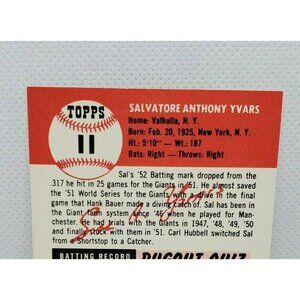 TOPPS
11
SALVATORE ANTHONY YVARS
Home: Valhalla, N. Y.
Born: Feb. 20, 1925, New York, N. Y.
Ht.: 5'10" — Wt.: 187
Bats: Right — Throws: Right
Sal's '52 Batting mark dropped from the
.317 he hit in 25 games for the Giants in '51. He almost saved
the '51 World Series for the Giants with his 9th inning drive
that Hank Bauer made a diving catch of. Sal has been in
the Giant Farm system since '46 when he played for Man-
chester. He had trials with the Giants in 1947, '48, '49, '50
and finally stuck with them in '51. Carl Hubbell switched Sal
from a Shortstop to a Catcher.
Sal A. Yvars
BATTING RECORD
DUGOUT QUIZ